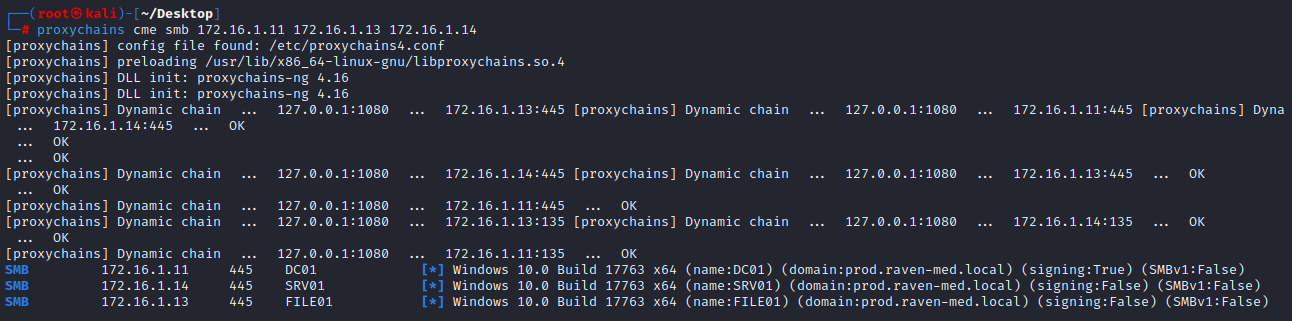 ┌──(root㉿kali)-[~/Desktop]
└─# proxychains cme smb 172.16.1.11 172.16.1.13 172.16.1.14
[proxychains] config file found: /etc/proxychains4.conf
[proxychains] preloading /usr/lib/x86_64-linux-gnu/libproxychains.so.4
[proxychains] DLL init: proxychains-ng 4.16
[proxychains] DLL init: proxychains-ng 4.16
[proxychains] Dynamic chain  ...  127.0.0.1:1080  ...  172.16.1.13:445 [proxychains] Dynamic chain  ...  127.0.0.1:1080  ...  172.16.1.11:445 [proxychains] Dyna
 ...  172.16.1.14:445  ...  OK
 ...  OK
 ...  OK
[proxychains] Dynamic chain  ...  127.0.0.1:1080  ...  172.16.1.14:445 [proxychains] Dynamic chain  ...  127.0.0.1:1080  ...  172.16.1.13:445  ...  OK
 ...  OK
[proxychains] Dynamic chain  ...  127.0.0.1:1080  ...  172.16.1.11:445  ...  OK
[proxychains] Dynamic chain  ...  127.0.0.1:1080  ...  172.16.1.13:135 [proxychains] Dynamic chain  ...  127.0.0.1:1080  ...  172.16.1.14:135  ...  OK
 ...  OK
[proxychains] Dynamic chain  ...  127.0.0.1:1080  ...  172.16.1.11:135  ...  OK
SMB         172.16.1.11     445    DC01             [*] Windows 10.0 Build 17763 x64 (name:DC01) (domain:prod.raven-med.local) (signing:True) (SMBv1:False)
SMB         172.16.1.14     445    SRV01            [*] Windows 10.0 Build 17763 x64 (name:SRV01) (domain:prod.raven-med.local) (signing:False) (SMBv1:False)
SMB         172.16.1.13     445    FILE01           [*] Windows 10.0 Build 17763 x64 (name:FILE01) (domain:prod.raven-med.local) (signing:False) (SMBv1:False)